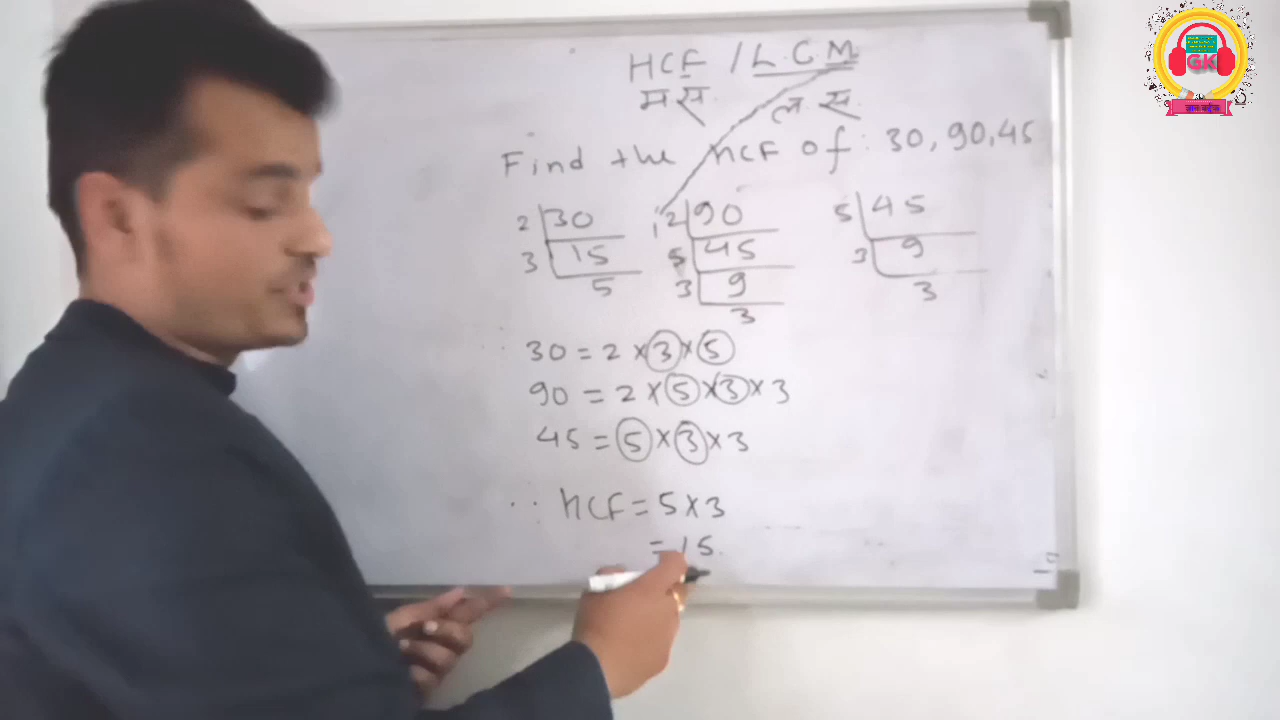 HCF / LCM
म स ल स
Find the HCF of: 30, 90, 45
2 30 2 90 5 45
3 15 5 45 3 9
5 3 9 3
3
30 = 2 × 3 × 5
90 = 2 × 5 × 3 × 3
45 = 5 × 3 × 3
HCF = 5 × 3
= 15
GK